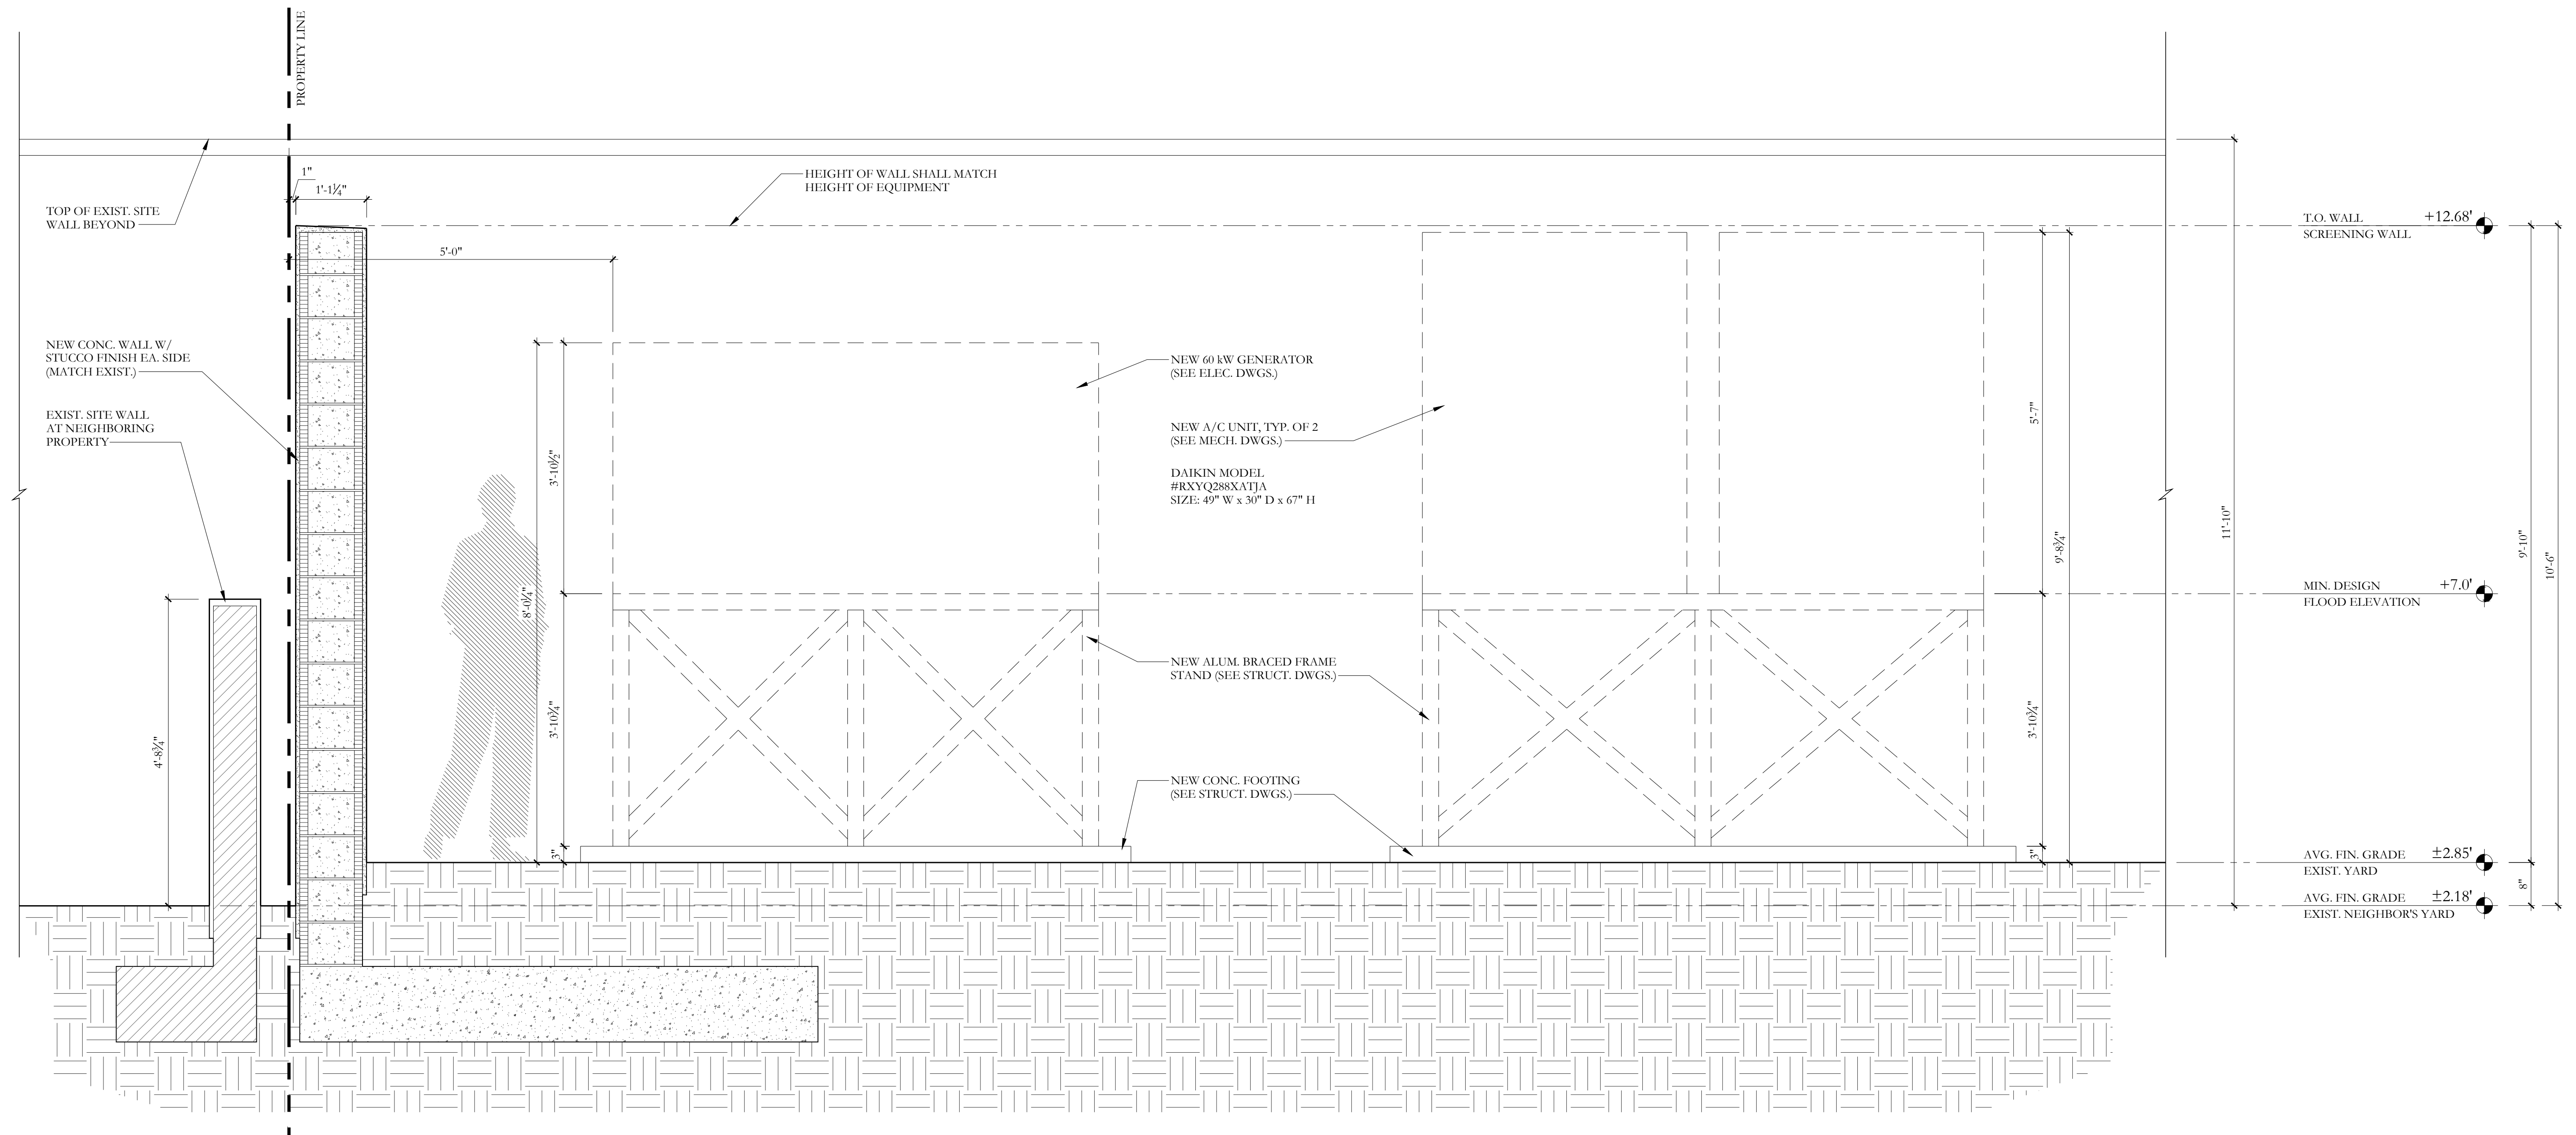 PROPERTY LINE
1"
1'-1¼"
TOP OF EXIST. SITE
WALL BEYOND
HEIGHT OF WALL SHALL MATCH
HEIGHT OF EQUIPMENT
5'-0"
NEW CONC. WALL W/
STUCCO FINISH EA. SIDE
(MATCH EXIST.)
EXIST. SITE WALL
AT NEIGHBORING
PROPERTY
4'-8¾"
8'-0¼"
3'-10½"
3'-10¾"
3"
NEW 60 kW GENERATOR
(SEE ELEC. DWGS.)
NEW A/C UNIT, TYP. OF 2
(SEE MECH. DWGS.)
DAIKIN MODEL
#RXYQ288XATJA
SIZE: 49" W x 30" D x 67" H
NEW ALUM. BRACED FRAME
STAND (SEE STRUCT. DWGS.)
NEW CONC. FOOTING
(SEE STRUCT. DWGS.)
5'-7"
3'-10¾"
3"
9'-8¾"
11'-10"
T.O. WALL +12.68'
SCREENING WALL
MIN. DESIGN +7.0'
FLOOD ELEVATION
AVG. FIN. GRADE ±2.85'
EXIST. YARD
AVG. FIN. GRADE ±2.18'
EXIST. NEIGHBOR'S YARD
9'-10"
8"
10'-6"